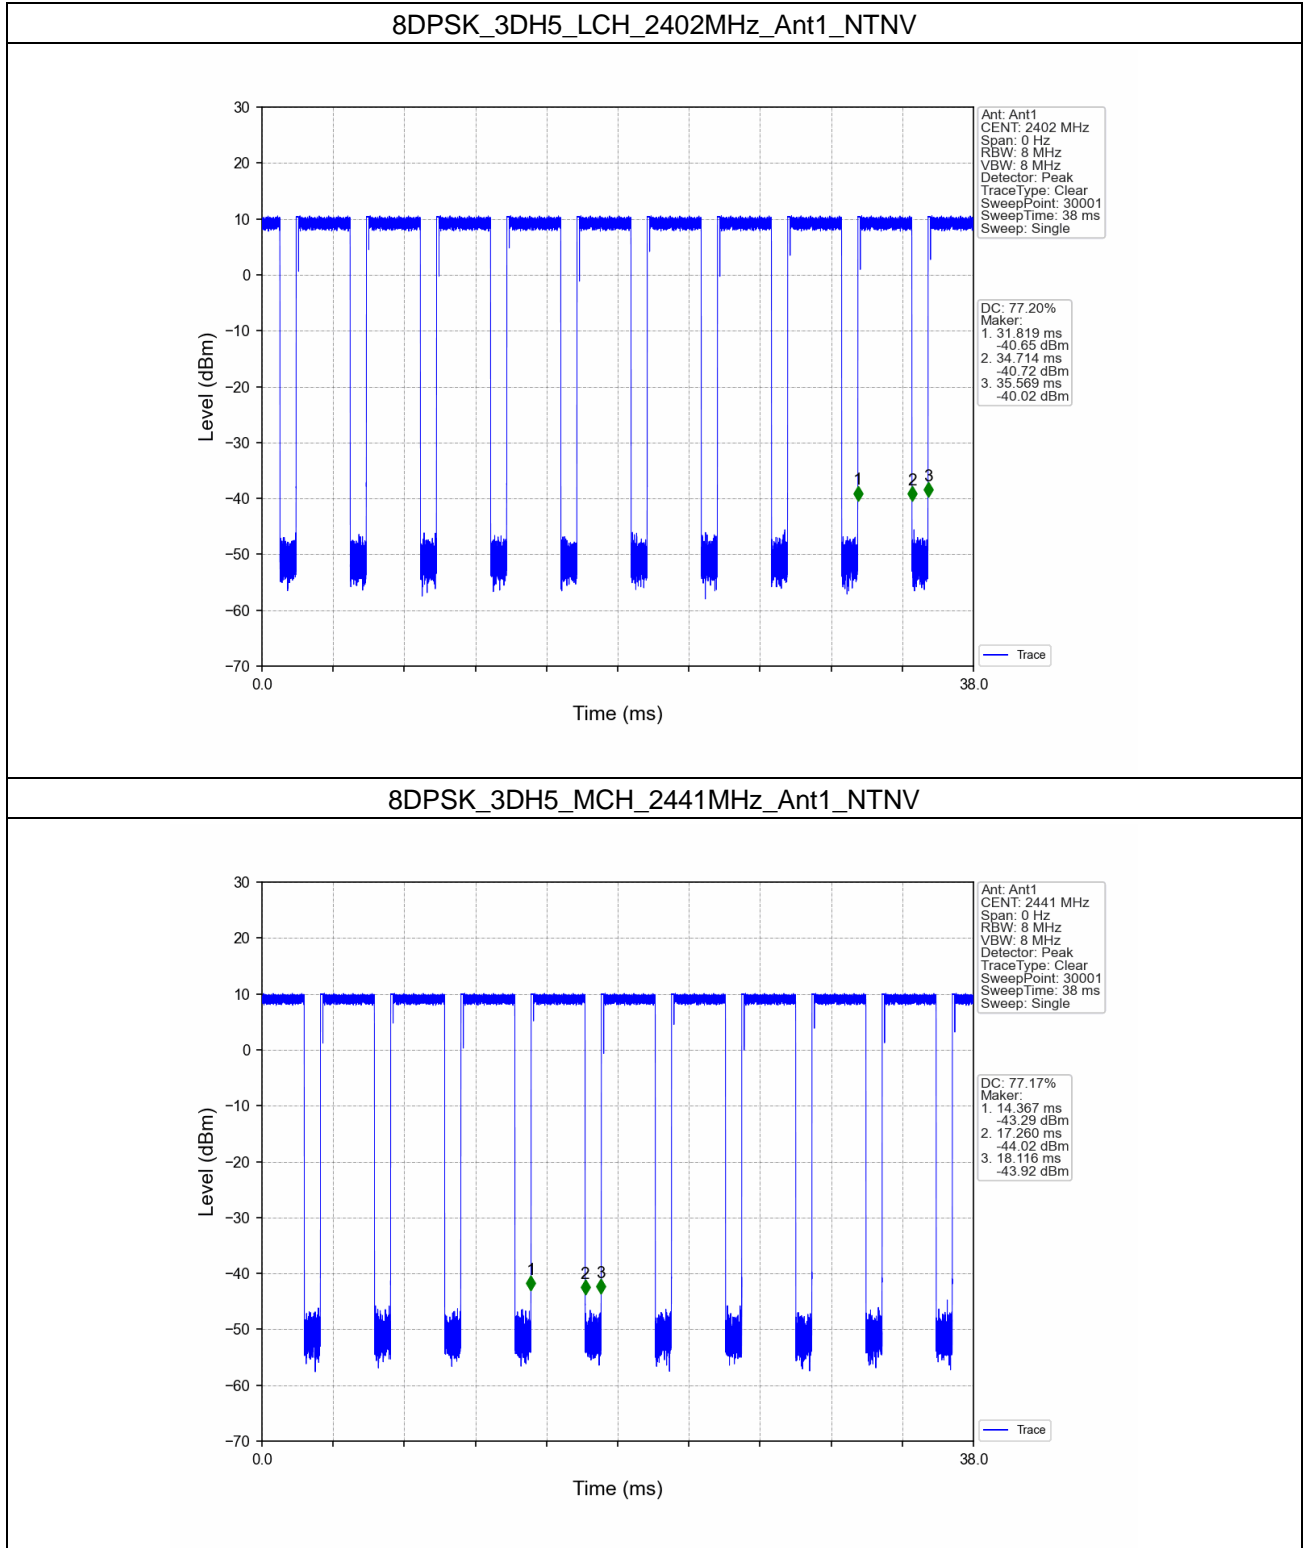 8DPSK_3DH5_LCH_2402MHz_Ant1_NTNV
30
20
10
0
−10
−20
−30
−40
−50
−60
−70
Level (dBm)
0.0
38.0
Time (ms)
1
2
3
Ant: Ant1
CENT: 2402 MHz
Span: 0 Hz
RBW: 8 MHz
VBW: 8 MHz
Detector: Peak
TraceType: Clear
SweepPoint: 30001
SweepTime: 38 ms
Sweep: Single
DC: 77.20%
Maker:
1. 31.819 ms
-40.65 dBm
2. 34.714 ms
-40.72 dBm
3. 35.569 ms
-40.02 dBm
Trace
8DPSK_3DH5_MCH_2441MHz_Ant1_NTNV
30
20
10
0
−10
−20
−30
−40
−50
−60
−70
Level (dBm)
0.0
38.0
Time (ms)
1
2
3
Ant: Ant1
CENT: 2441 MHz
Span: 0 Hz
RBW: 8 MHz
VBW: 8 MHz
Detector: Peak
TraceType: Clear
SweepPoint: 30001
SweepTime: 38 ms
Sweep: Single
DC: 77.17%
Maker:
1. 14.367 ms
-43.29 dBm
2. 17.260 ms
-44.02 dBm
3. 18.116 ms
-43.92 dBm
Trace